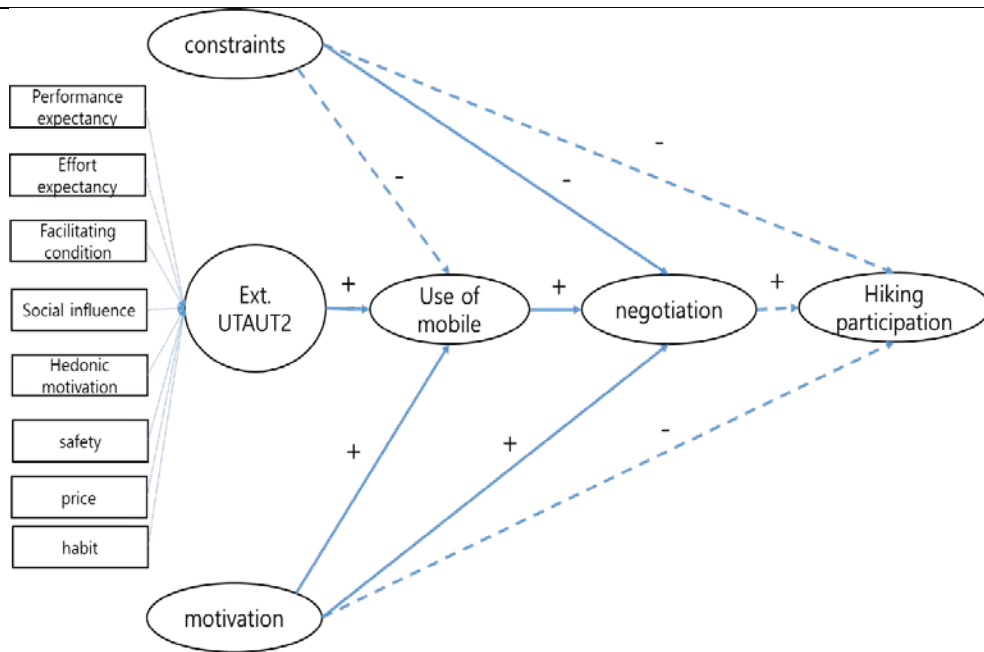 constraints
Performance
expectancy
Effort
expectancy
Facilitating
condition
Social influence
Hedonic
motivation
safety
price
habit
Ext.
UTAUT2
+
Use of
mobile
+
negotiation
+
Hiking
participation
-
-
-
+
+
-
motivation